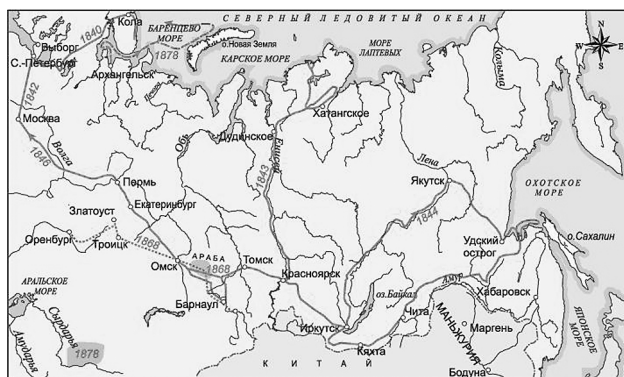 СЕВЕРНЫЙ ЛЕДОВИТЫЙ ОКЕАН
N
W E
S
Кола
1840
БАРЕНЦЕВО МОРЕ
о.Новая Земля
1878
КАРСКОЕ МОРЕ
МОРЕ ЛАПТЕВЫХ
Колыма
Выборг
С.-Петербург
Архангельск
1842
Москва
Волга
1846
Обь
Дудинское
Енисей
1843
Хатангское
Лена
Якутск
1844
ОХОТСКОЕ МОРЕ
Пермь
Екатеринбург
Златоуст
Оренбург
Троицк
1868
Омск
АРАБА
1868
Томск
Красноярск
Барнаул
Удский острог
о.Сахалин
АРАЛЬСКОЕ МОРЕ
Сырдарья
Амударья
1878
оз.Байкал
Иркутск
Кяхта
Чита
Амур
Хабаровск
МАНЬЧЖУРИЯ
Мергень
Бодуна
ЯПОНСКОЕ МОРЕ
КИТАЙ